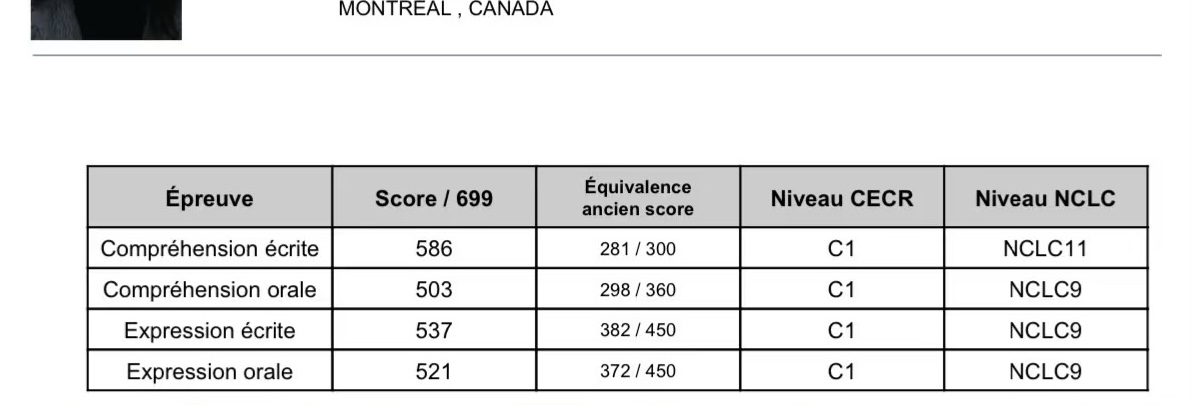 MONTREAL , CANADA
Épreuve Score / 699 Équivalence ancien score Niveau CECR Niveau NCLC
Compréhension écrite 586 281 / 300 C1 NCLC11
Compréhension orale 503 298 / 360 C1 NCLC9
Expression écrite 537 382 / 450 C1 NCLC9
Expression orale 521 372 / 450 C1 NCLC9